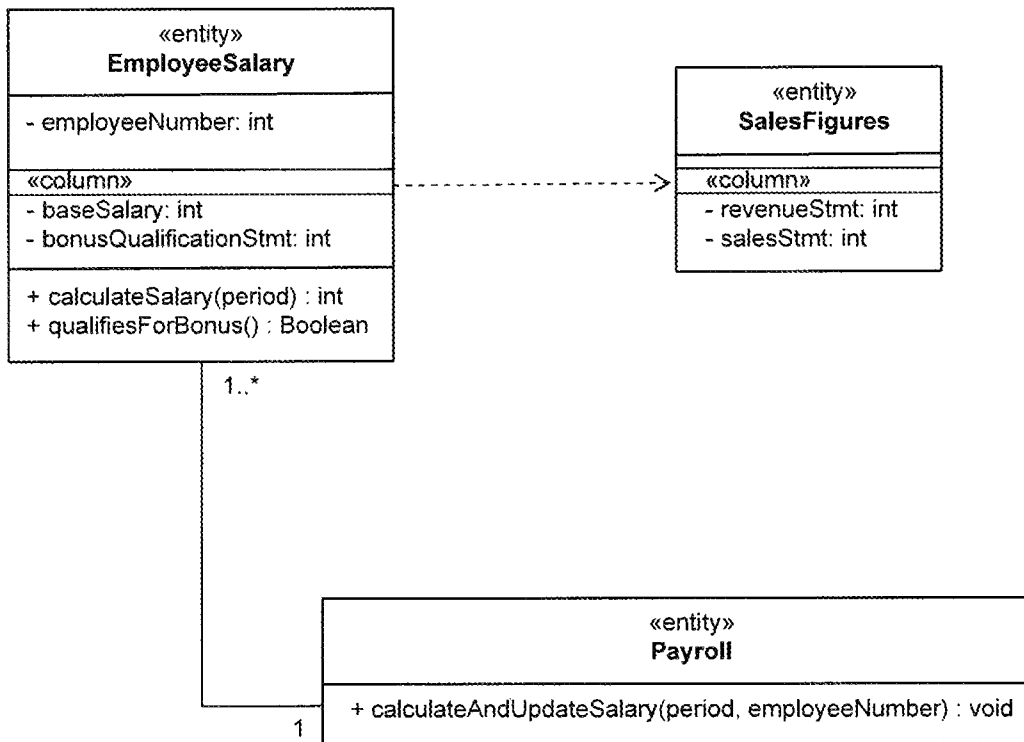 «entity»
EmployeeSalary
- employeeNumber: int
«column»
- baseSalary: int
- bonusQualificationStmt: int
+ calculateSalary(period) : int
+ qualifiesForBonus() : Boolean
«entity»
SalesFigures
«column»
- revenueStmt: int
- salesStmt: int
1..*
1
«entity»
Payroll
+ calculateAndUpdateSalary(period, employeeNumber) : void